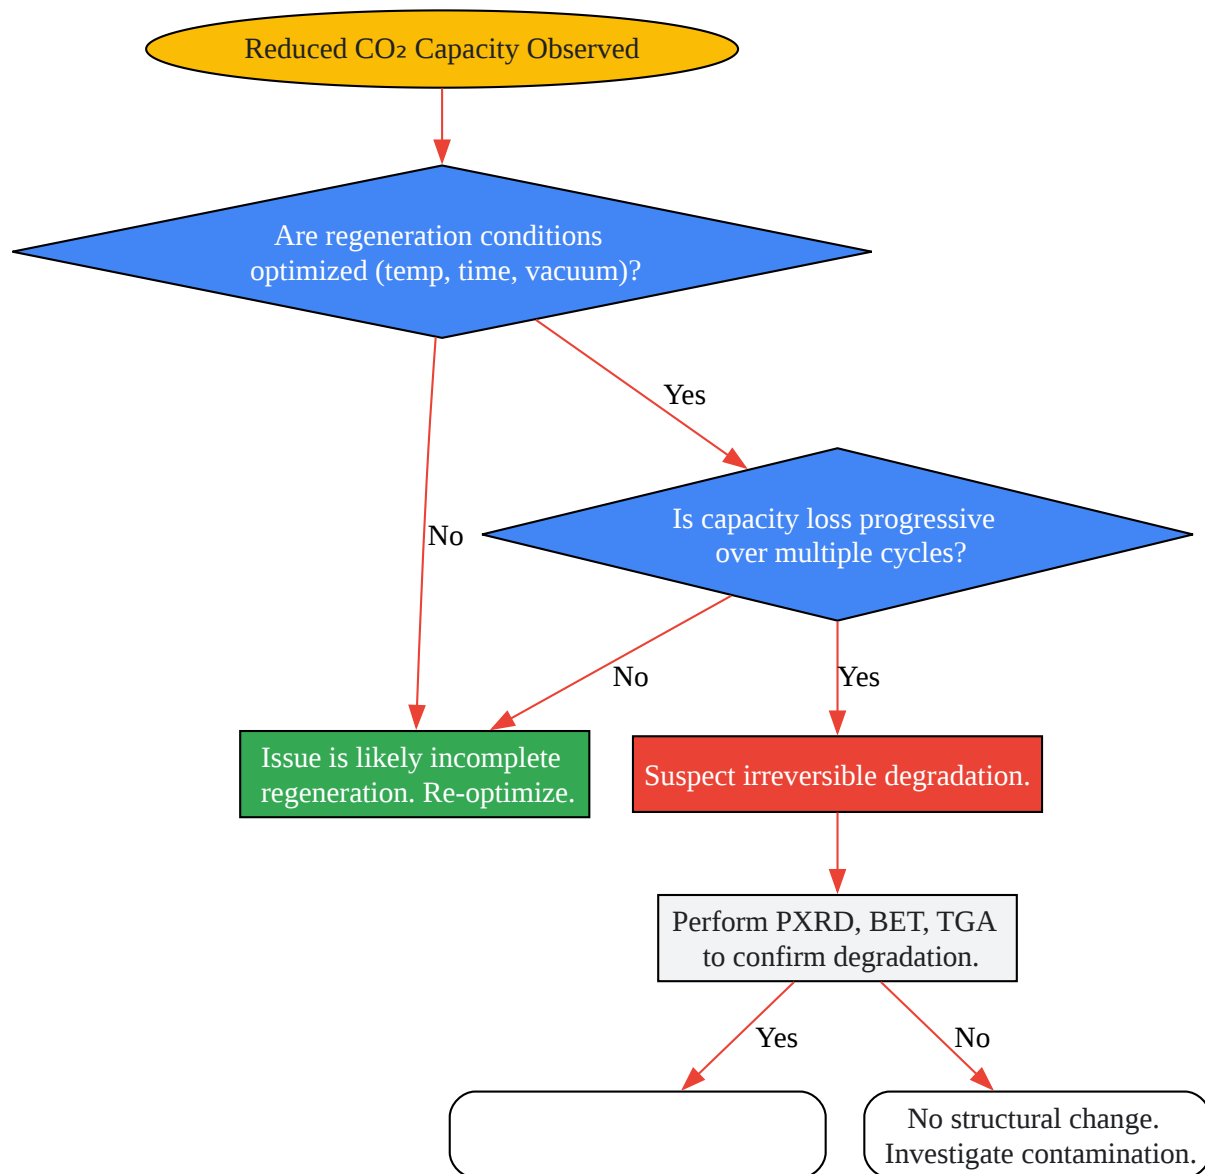 Reduced CO₂ Capacity Observed
Are regeneration conditions
optimized (temp, time, vacuum)?
Yes
No
Is capacity loss progressive
over multiple cycles?
No
Yes
Issue is likely incomplete
regeneration. Re-optimize.
Suspect irreversible degradation.
Perform PXRD, BET, TGA
to confirm degradation.
Yes
No
No structural change.
Investigate contamination.